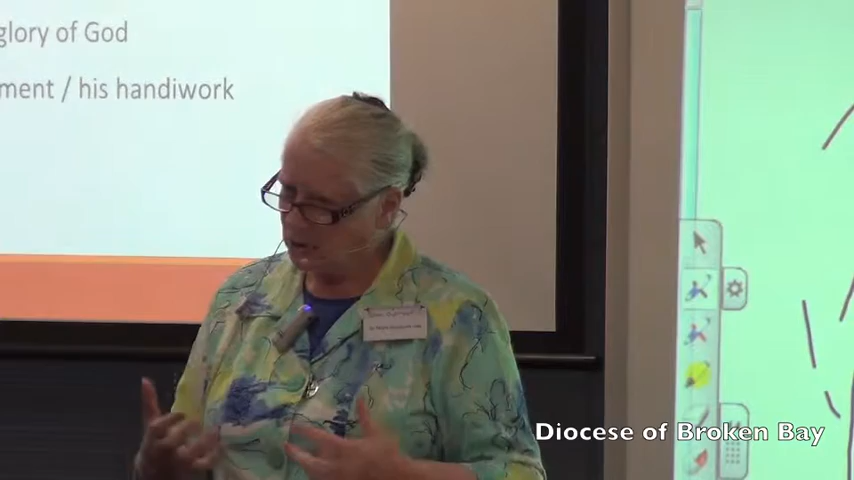 glory of God
ment / his handiwork
Diocese of Broken Bay